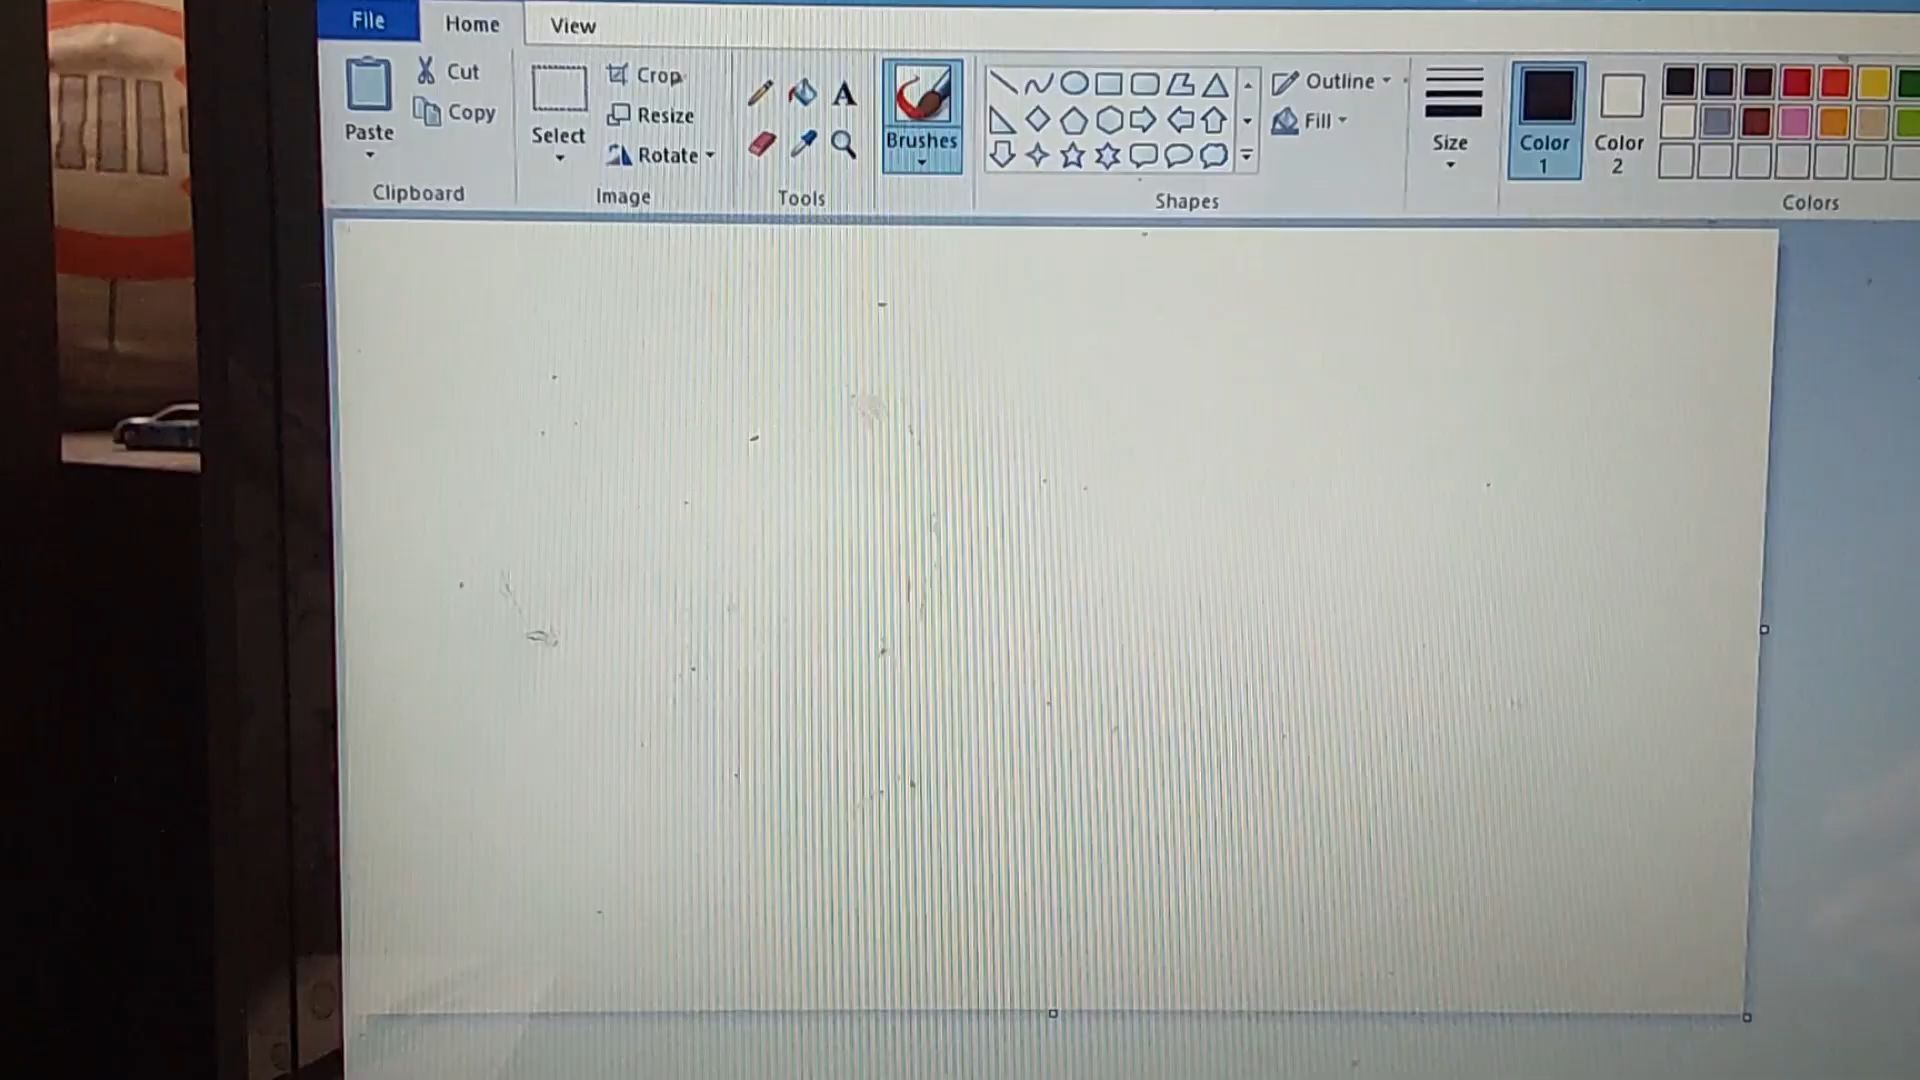 File Home View
Paste Cut
Copy
Clipboard
Select Crop
Resize
Rotate
Image
A
Tools
Brushes
Shapes
Outline
Fill
Size
Color 1
Color 2
Colors